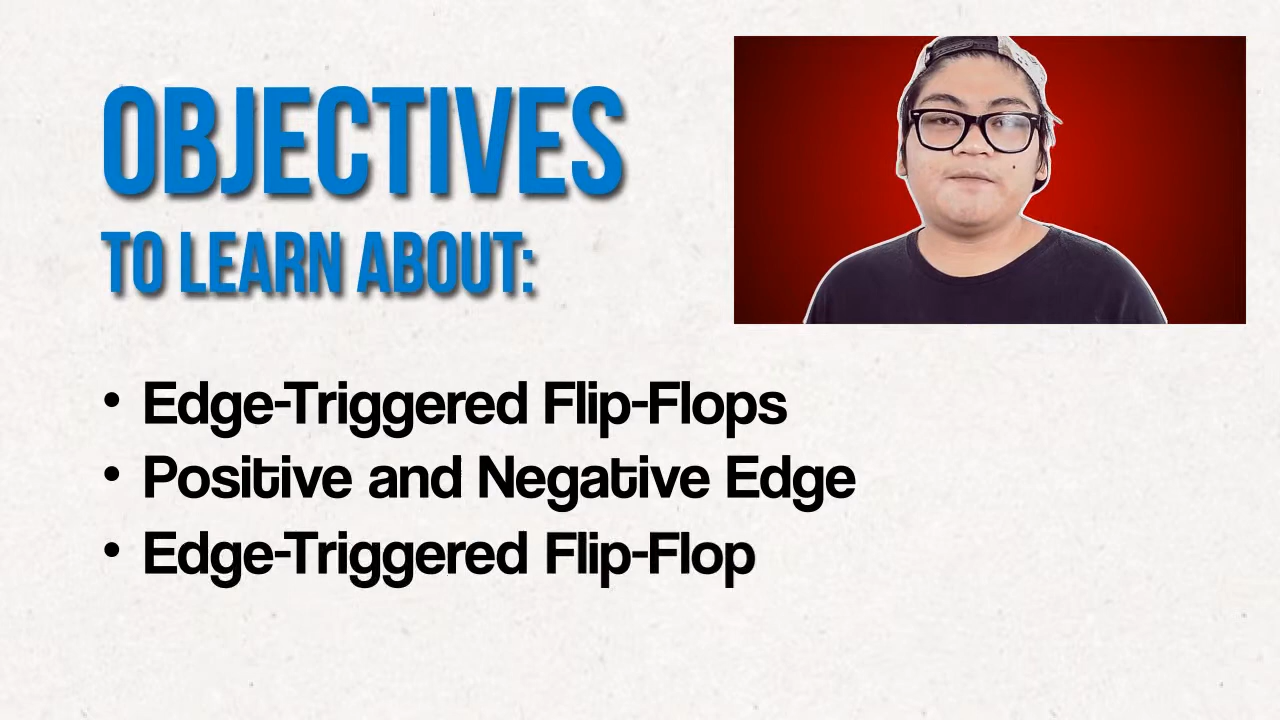 OBJECTIVES
TO LEARN ABOUT:
• Edge-Triggered Flip-Flops
• Positive and Negative Edge
• Edge-Triggered Flip-Flop